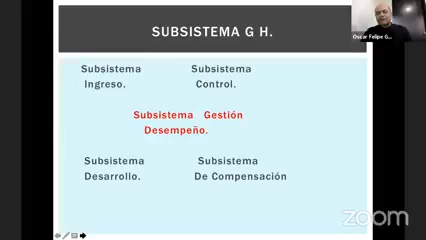 SUBSISTEMA G H.
Oscar Felipe G...
Subsistema Subsistema
Ingreso. Control.
Subsistema Gestión
Desempeño.
Subsistema Subsistema
Desarrollo. De Compensación
zoom